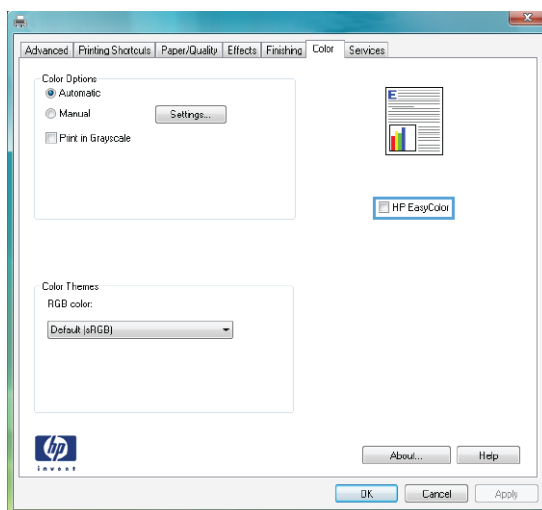 Advanced Printing Shortcuts Paper/Quality Effects Finishing Color Services
Color Options
Automatic
Manual
Settings...
Print in Grayscale
E
HP EasyColor
Color Themes
RGB color:
Default (sRGB)
hp
invent
About... Help
OK Cancel Apply